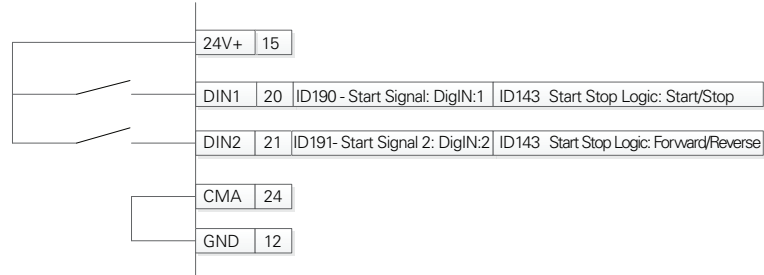 24V+ 15
DIN1 20 ID190 - Start Signal: DigIN:1 ID143 Start Stop Logic: Start/Stop
DIN2 21 ID191- Start Signal 2: DigIN:2 ID143 Start Stop Logic: Forward/Reverse
CMA 24
GND 12